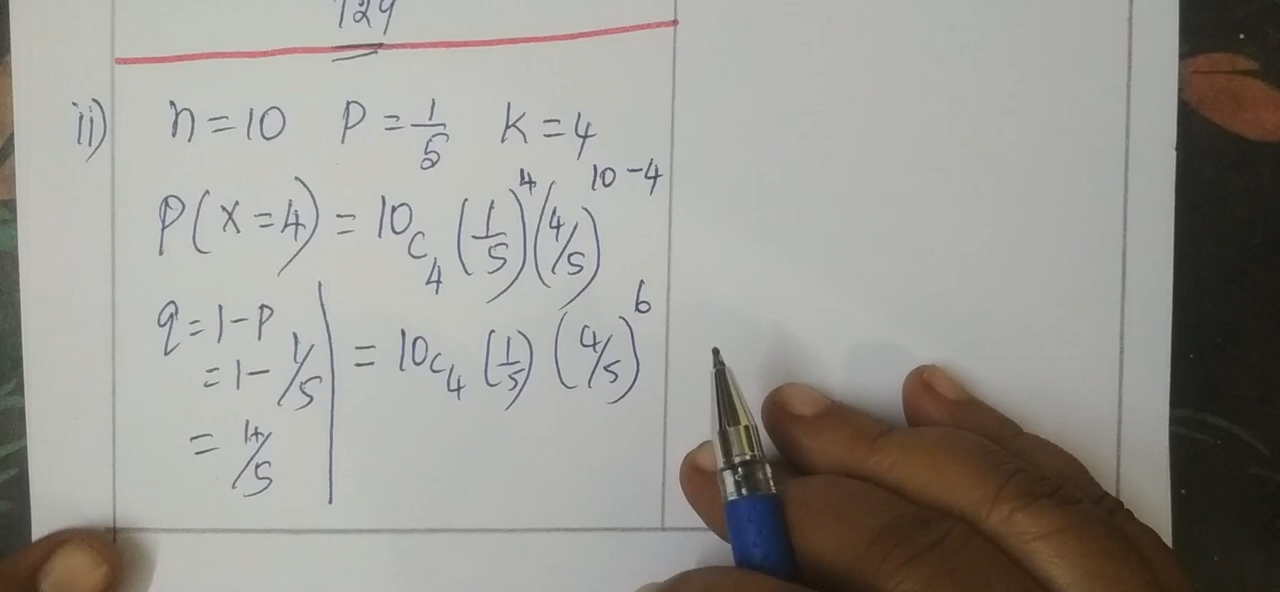 729
ii) n = 10 P = 1/5 K = 4
P(X=4) = 10C4 (1/5)^4 (4/5)^10-4
q = 1-P
= 1 - 1/5
= 4/5
= 10C4 (1/5) (4/5)^6